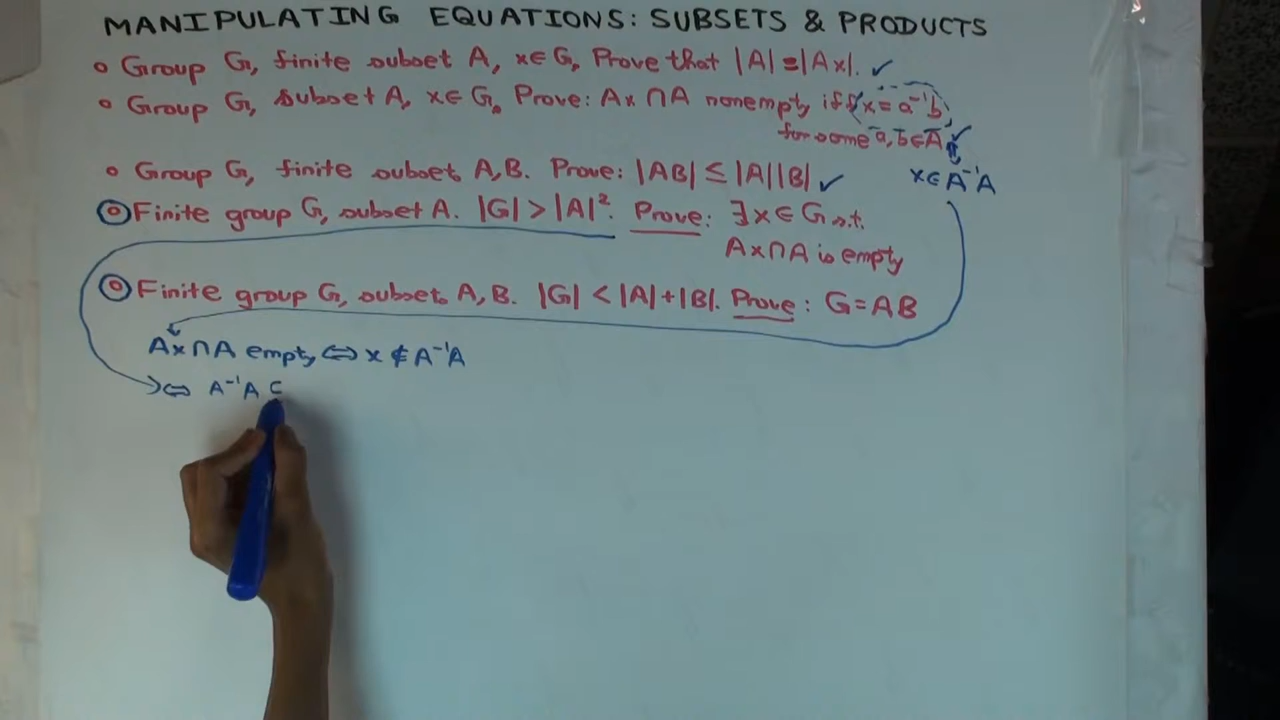 MANIPULATING EQUATIONS: SUBSETS & PRODUCTS
◦ Group G, finite subset A, x∈G, Prove that |A|=|Ax|. ✓
◦ Group G, subset A, x∈G. Prove: Ax∩A nonempty iff x=a⁻¹b,
for some a,b∈A ✓
◦ Group G, finite subset A,B. Prove: |AB| ≤ |A||B| ✓
x∈A⁻¹A
◦ Finite group G, subset A. |G|>|A|². Prove: ∃x∈G s.t.
Ax∩A is empty
◦ Finite group G, subset A,B. |G|<|A|+|B|. Prove: G=AB
Ax∩A empty ⇔ x∉A⁻¹A
⇔ A⁻¹A ⊂